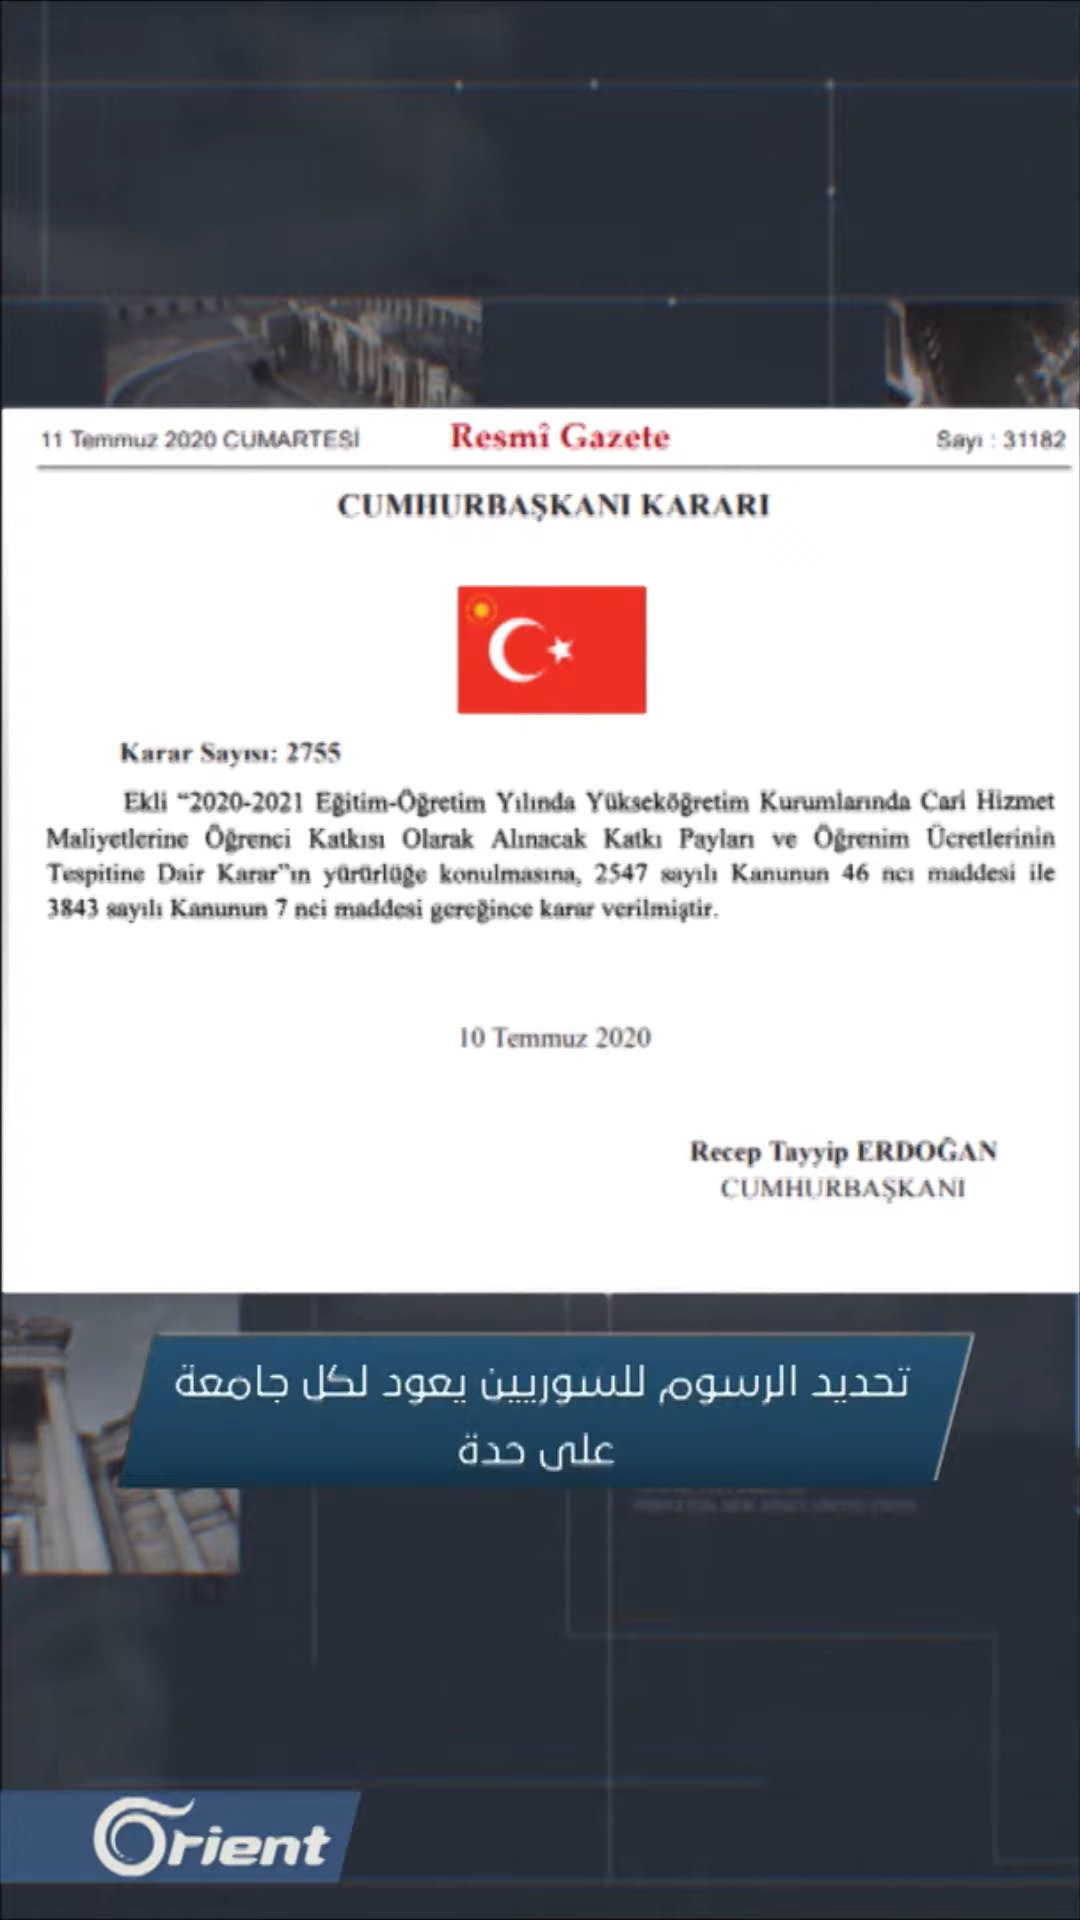 11 Temmuz 2020 CUMARTESİ
Resmî Gazete
Sayı : 31182
CUMHURBAŞKANI KARARI
Karar Sayısı: 2755
Ekli “2020-2021 Eğitim-Öğretim Yılında Yükseköğretim Kurumlarında Cari Hizmet
Maliyetlerine Öğrenci Katkısı Olarak Alınacak Katkı Payları ve Öğrenim Ücretlerinin
Tespitine Dair Karar”ın yürürlüğe konulmasına, 2547 sayılı Kanunun 46 ncı maddesi ile
3843 sayılı Kanunun 7 nci maddesi gereğince karar verilmiştir.
10 Temmuz 2020
Recep Tayyip ERDOĞAN
CUMHURBAŞKANI
تحديد الرسوم للسوريين يعود لكل جامعة
على حدة
Orient